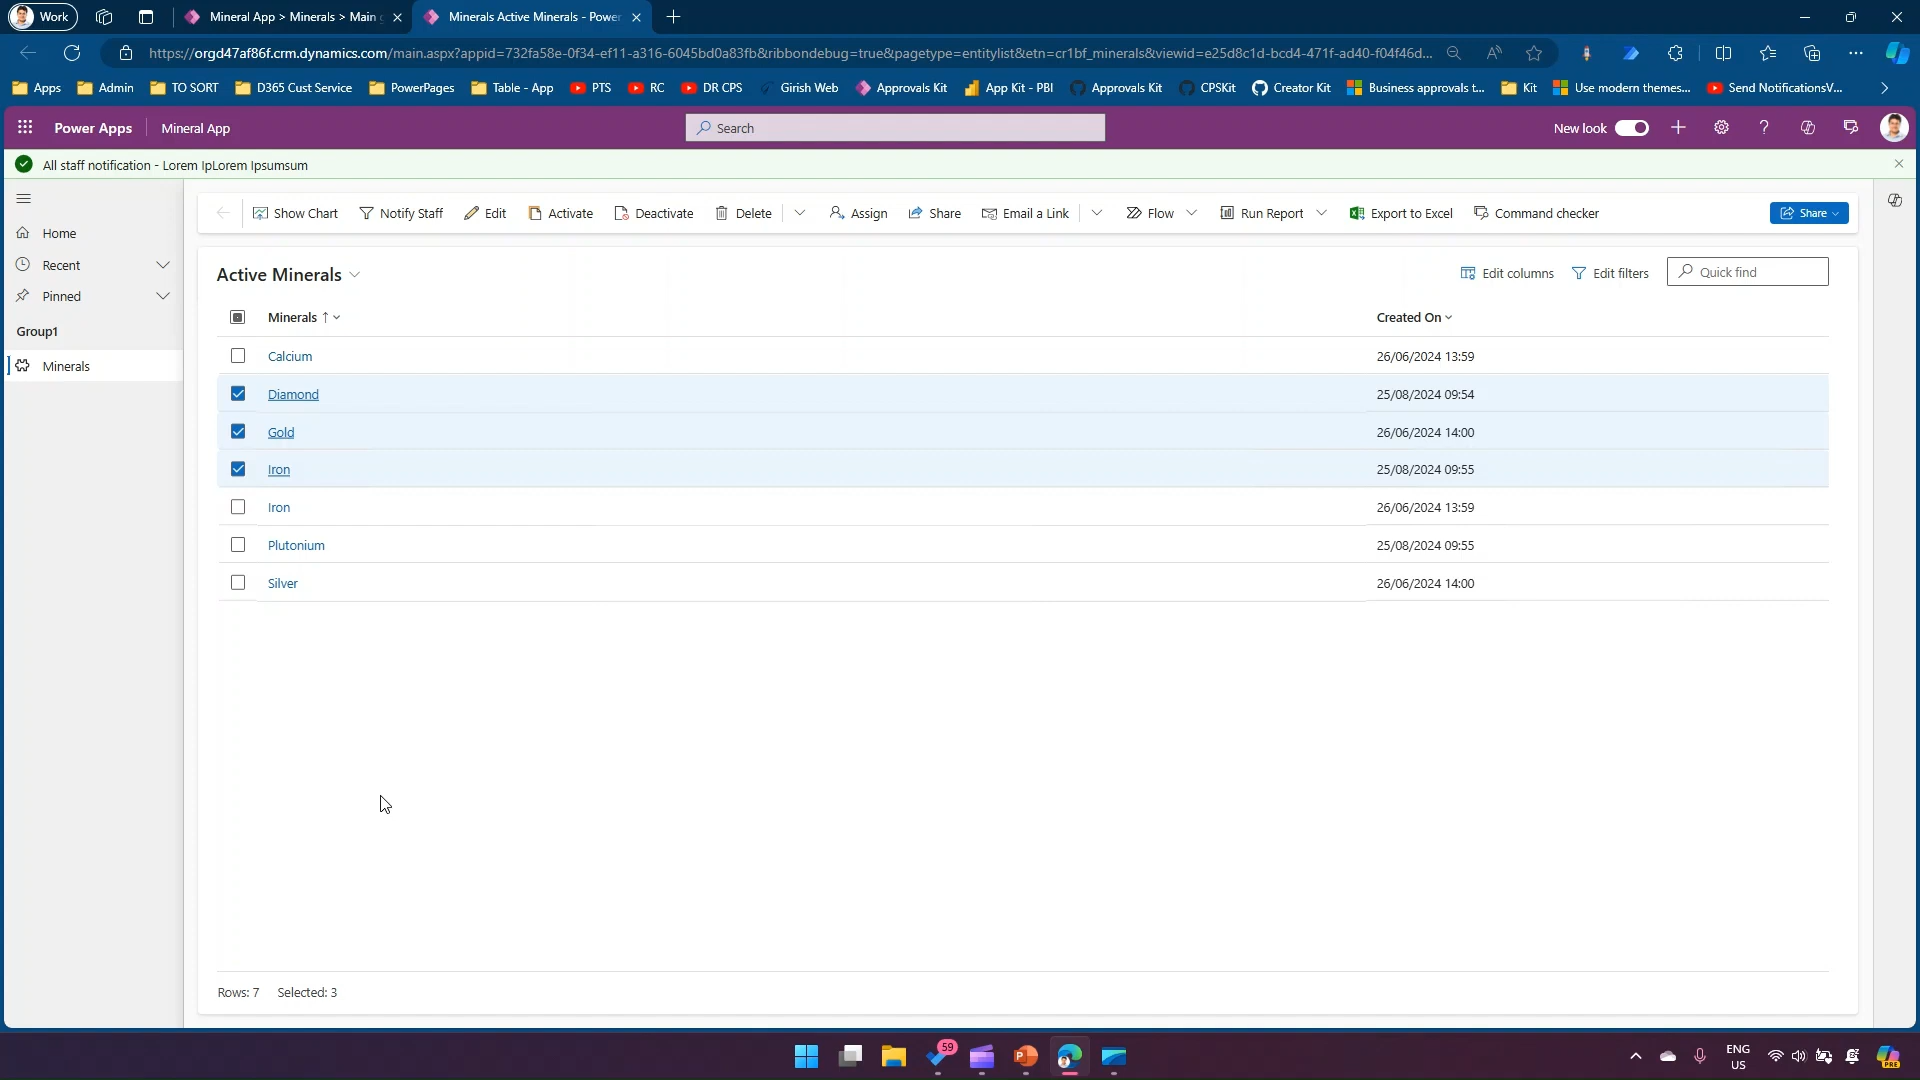 Work
Mineral App > Minerals > Main
Minerals Active Minerals - Power
https://orgd47af86f.crm.dynamics.com/main.aspx?appid=732fa58e-0f34-ef11-a316-6045bd0a83fb&ribbondebug=true&pagetype=entitylist&etn=cr1bf_minerals&viewid=e25d8c1d-bcd4-471f-ad40-f04f46d...
Apps
Admin
TO SORT
D365 Cust Service
PowerPages
Table - App
PTS
RC
DR CPS
Girish Web
Approvals Kit
App Kit - PBI
Approvals Kit
CPSKit
Creator Kit
Business approvals t...
Kit
Use modern themes...
Send NotificationsV...
Power Apps
Mineral App
Search
New look
All staff notification - Lorem IpLorem Ipsumsum
Show Chart
Notify Staff
Edit
Activate
Deactivate
Delete
Assign
Share
Email a Link
Flow
Run Report
Export to Excel
Command checker
Share
Home
Recent
Pinned
Group1
Minerals
Active Minerals
Edit columns
Edit filters
Quick find
Minerals ↑
Created On
Calcium 26/06/2024 13:59
Diamond 25/08/2024 09:54
Gold 26/06/2024 14:00
Iron 25/08/2024 09:55
Iron 26/06/2024 13:59
Plutonium 25/08/2024 09:55
Silver 26/06/2024 14:00
Rows: 7 Selected: 3
59
ENG
US
PRE